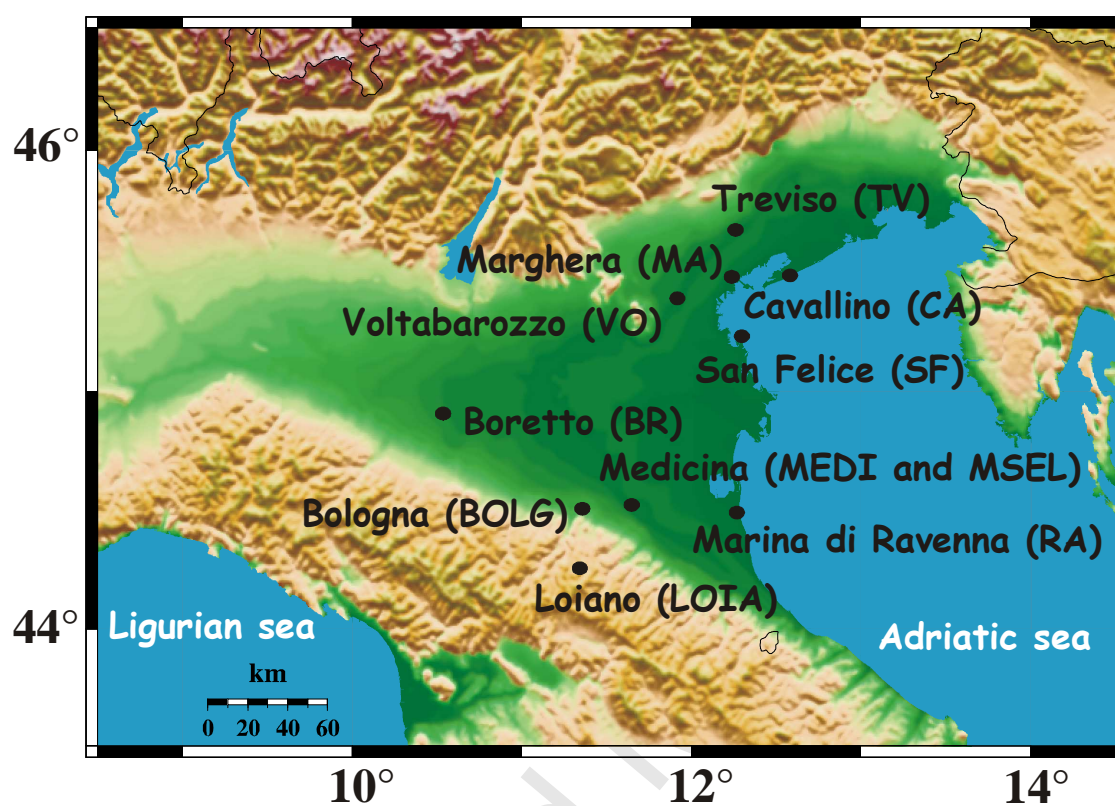 46°
Treviso (TV)
Marghera (MA)
Cavallino (CA)
Voltabarozzo (VO)
San Felice (SF)
Boretto (BR)
Medicina (MEDI and MSEL)
Bologna (BOLG)
Marina di Ravenna (RA)
Loiano (LOIA)
44°
Ligurian sea
Adriatic sea
km
0 20 40 60
10° 12° 14°